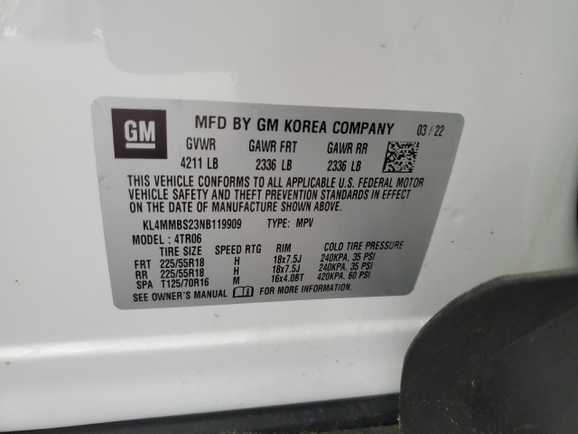 GM
MFD BY GM KOREA COMPANY 03/22
GVWR GAWR FRT GAWR RR
4211 LB 2336 LB 2336 LB
THIS VEHICLE CONFORMS TO ALL APPLICABLE U.S. FEDERAL MOTOR
VEHICLE SAFETY AND THEFT PREVENTION STANDARDS IN EFFECT
ON THE DATE OF MANUFACTURE SHOWN ABOVE.
KL4MMBS23NB119909 TYPE: MPV
MODEL: 4TR06
TIRE SIZE SPEED RTG RIM COLD TIRE PRESSURE
FRT 225/55R18 H 18x7.5J 240KPA, 35 PSI
RR 225/55R18 H 18x7.5J 240KPA, 35 PSI
SPA T125/70R16 M 16x4.0BT 420KPA, 60 PSI
SEE OWNER'S MANUAL FOR MORE INFORMATION